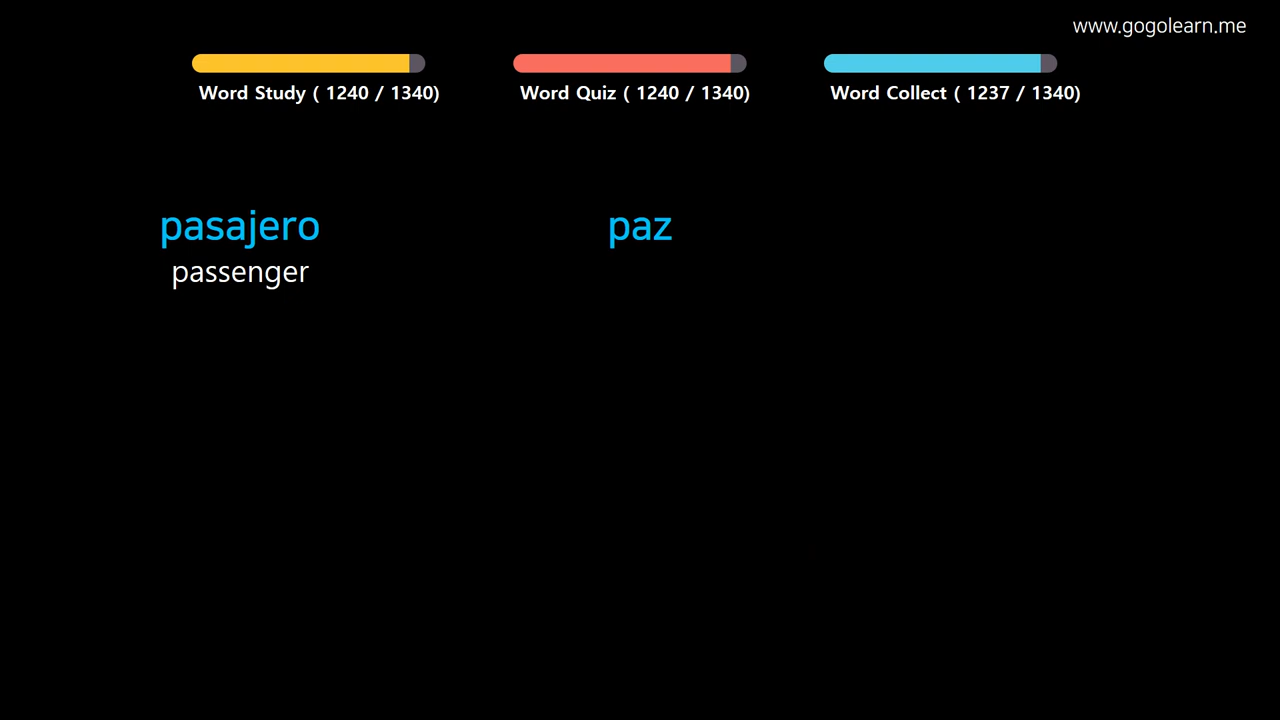 www.gogolearn.me
Word Study ( 1240 / 1340)
Word Quiz ( 1240 / 1340)
Word Collect ( 1237 / 1340)
pasajero
passenger
paz